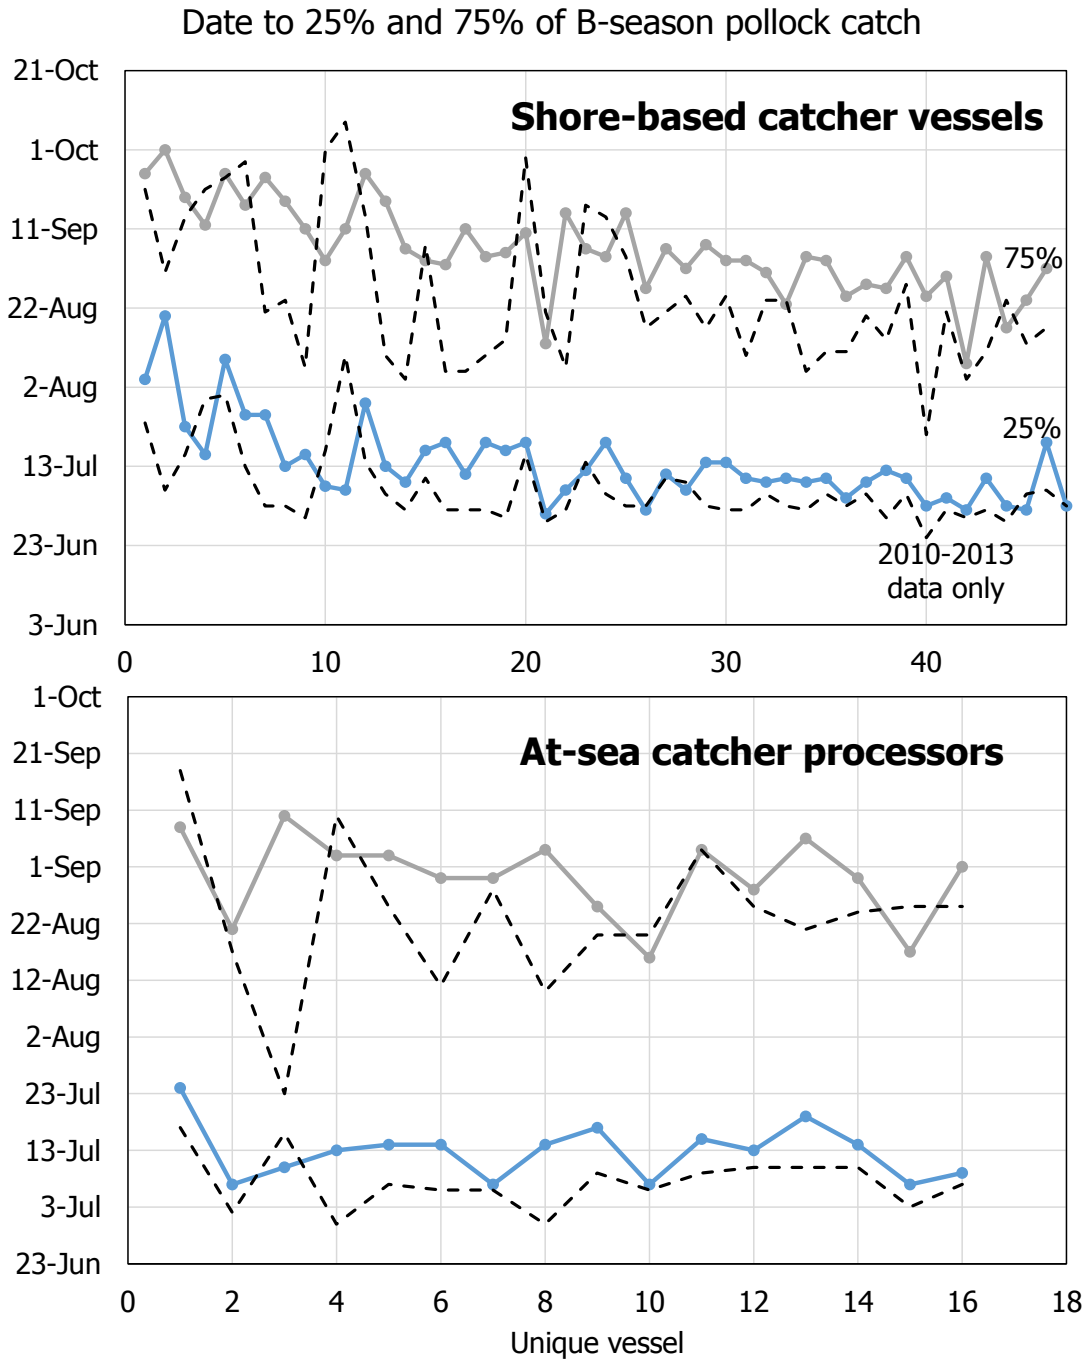 Date to 25% and 75% of B-season pollock catch
21-Oct
Shore-based catcher vessels
1-Oct
11-Sep
75%
22-Aug
2-Aug
25%
13-Jul
23-Jun
2010-2013
data only
3-Jun
0 10 20 30 40
1-Oct
21-Sep
At-sea catcher processors
11-Sep
1-Sep
22-Aug
12-Aug
2-Aug
23-Jul
13-Jul
3-Jul
23-Jun
0 2 4 6 8 10 12 14 16 18
Unique vessel